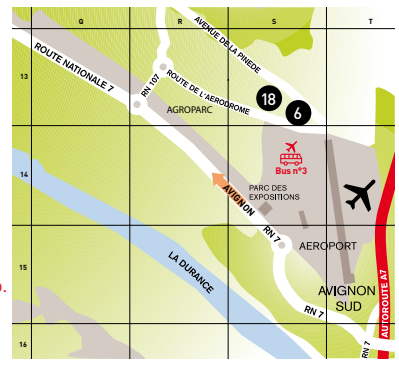 Q R S T
13
AVENUE DE LA PINEDE
ROUTE NATIONALE 7
RN 107
ROUTE DE L'AERODROME
AGROPARC
18
6
14
Bus n°3
PARC DES
EXPOSITIONS
AVIGNON
RN 7
AEROPORT
15
LA DURANCE
AVIGNON
SUD
AUTOROUTE A7
RN 7
RN 7
16